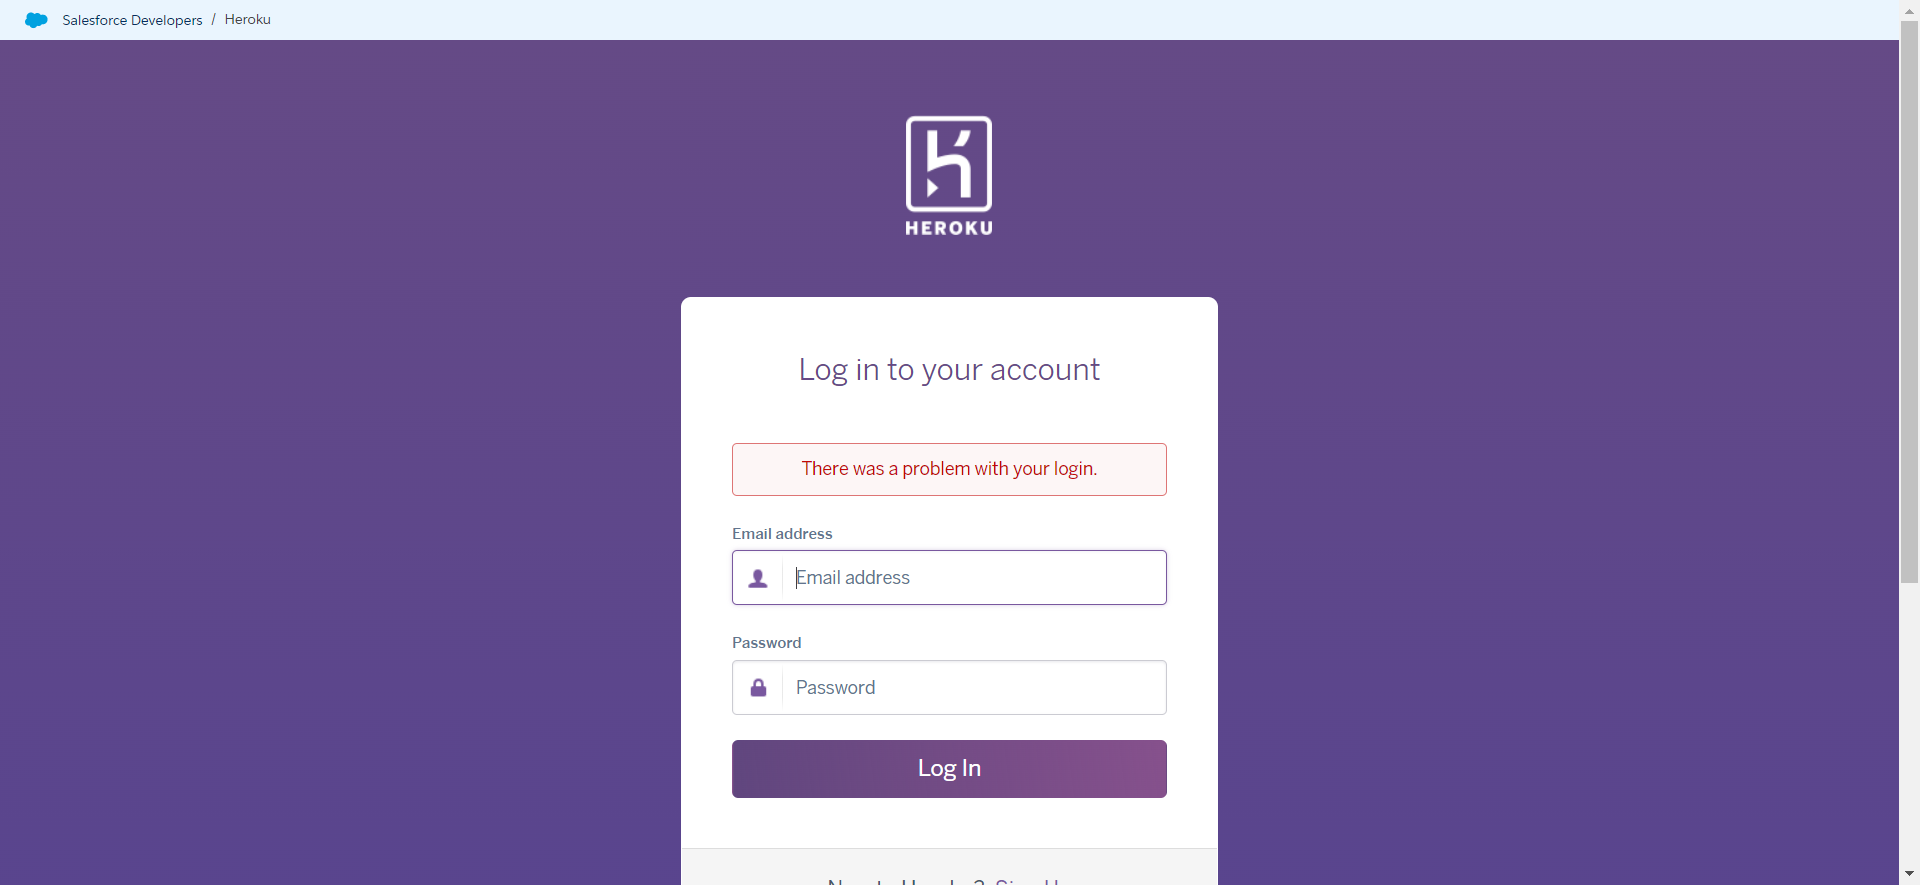 Salesforce Developers / Heroku
HEROKU
Log in to your account
There was a problem with your login.
Email address
Email address
Password
Password
Log In